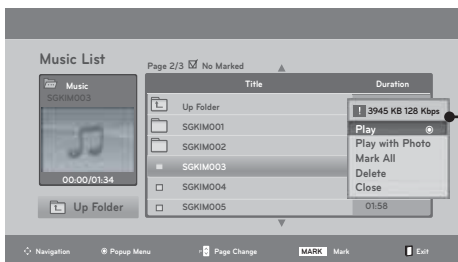 Music List
Page 2/3 No Marked
Music
SGKIM003
00:00/01:34
Up Folder
Title Duration
Up Folder
SGKIM001
SGKIM002
SGKIM003
SGKIM004
SGKIM005 01:58
3945 KB 128 Kbps
Play
Play with Photo
Mark All
Delete
Close
Navigation Popup Menu Page Change MARK Mark Exit